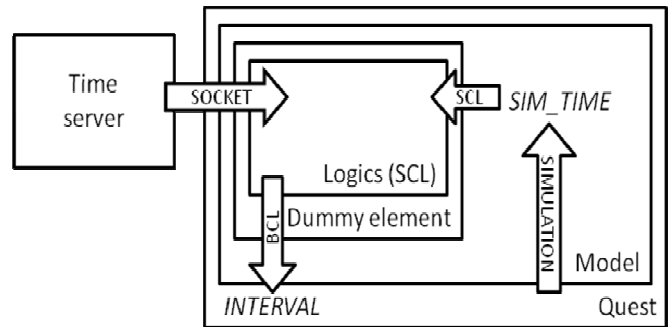 Time
server
SOCKET
SCL
SIM_TIME
Logics (SCL)
BCL
Dummy element
SIMULATION
Model
INTERVAL
Quest